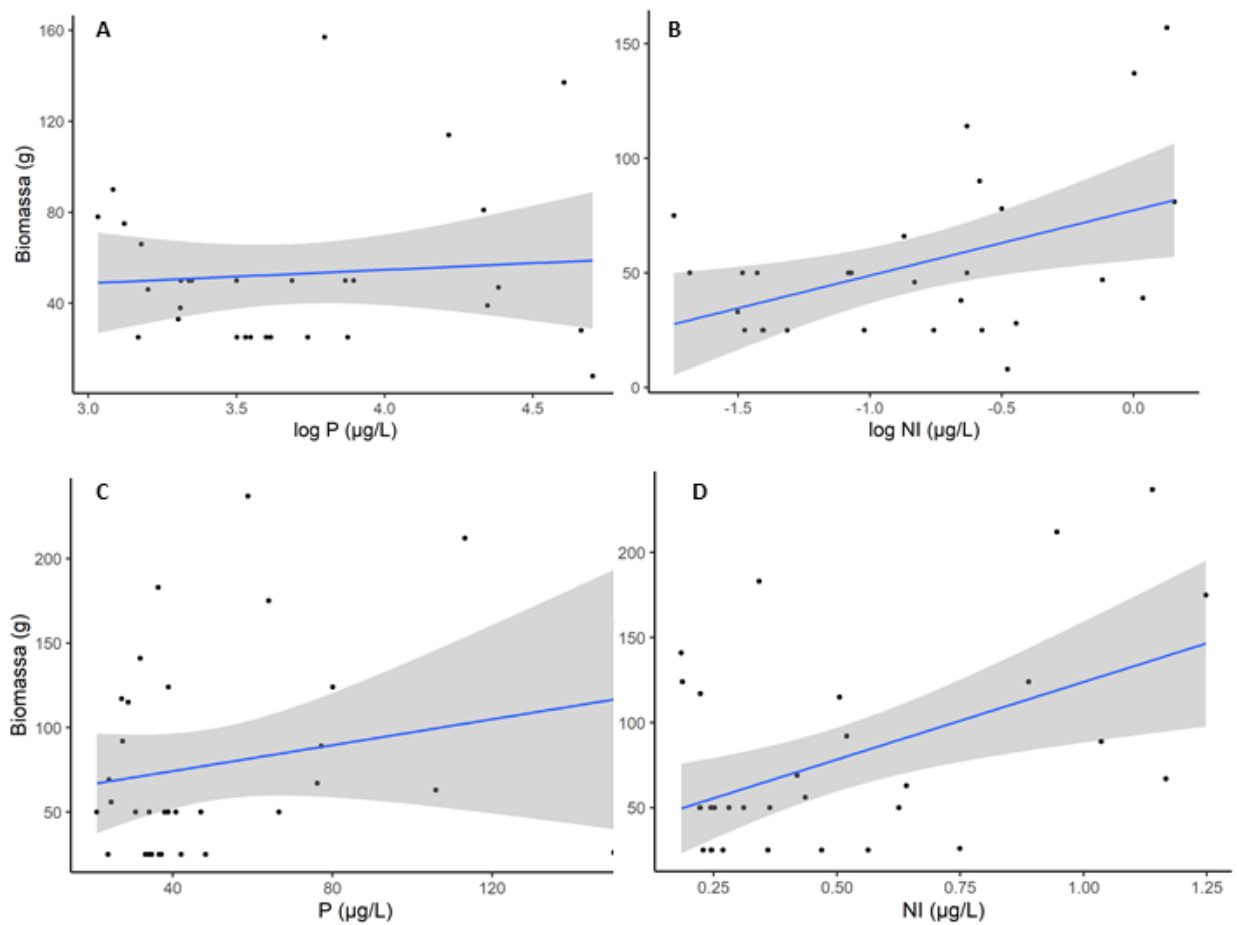 A
160
120
80
40
Biomassa (g)
3.0 3.5 4.0 4.5
log P (µg/L)
B
150
100
50
0
-1.5 -1.0 -0.5 0.0
log NI (µg/L)
C
200
150
100
50
Biomassa (g)
40 80 120
P (µg/L)
D
200
150
100
50
0.25 0.50 0.75 1.00 1.25
NI (µg/L)